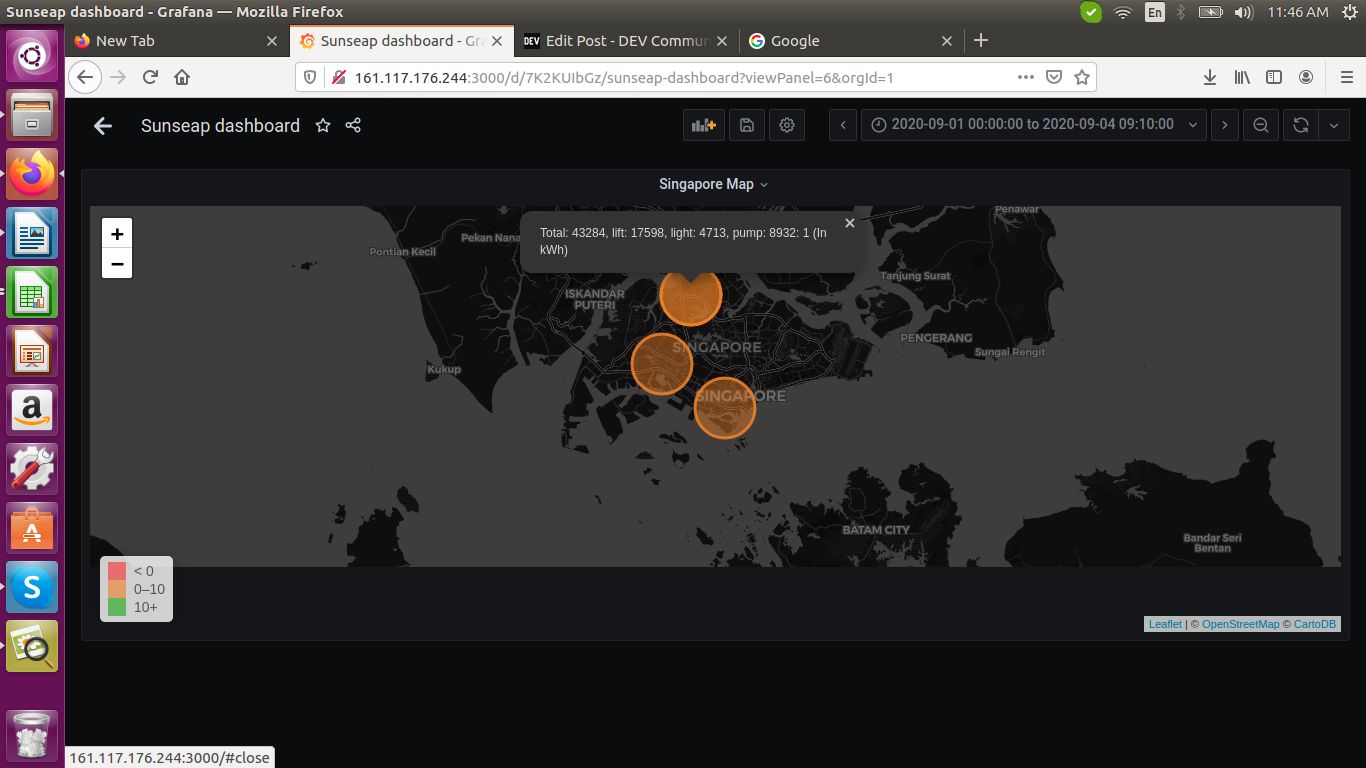 Sunseap dashboard - Grafana — Mozilla Firefox
En
11:46 AM
New Tab
Sunseap dashboard - Gra
DEV
Edit Post - DEV Commun
Google
161.117.176.244:3000/d/7K2KUIbGz/sunseap-dashboard?viewPanel=6&orgId=1
Sunseap dashboard
2020-09-01 00:00:00 to 2020-09-04 09:10:00
Singapore Map
+
−
Total: 43284, lift: 17598, light: 4713, pump: 8932: 1 (In
kWh)
×
Penawar
Pekan Nana
Pontian Kecil
Tanjung Surat
ISKANDAR
PUTERI
PENGERANG
SINGAPORE
Sungai Rengit
Kukup
SINGAPORE
BATAM CITY
Bandar Seri
Bentan
< 0
0–10
10+
Leaflet | © OpenStreetMap © CartoDB
a
A
S
161.117.176.244:3000/#close